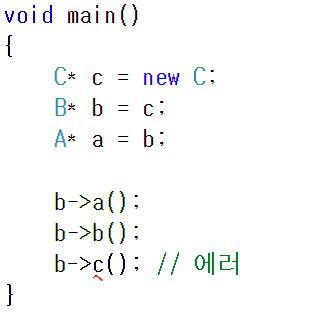 void main()
{
C* c = new C;
B* b = c;
A* a = b;
b->a();
b->b();
b->c(); // 에러
}